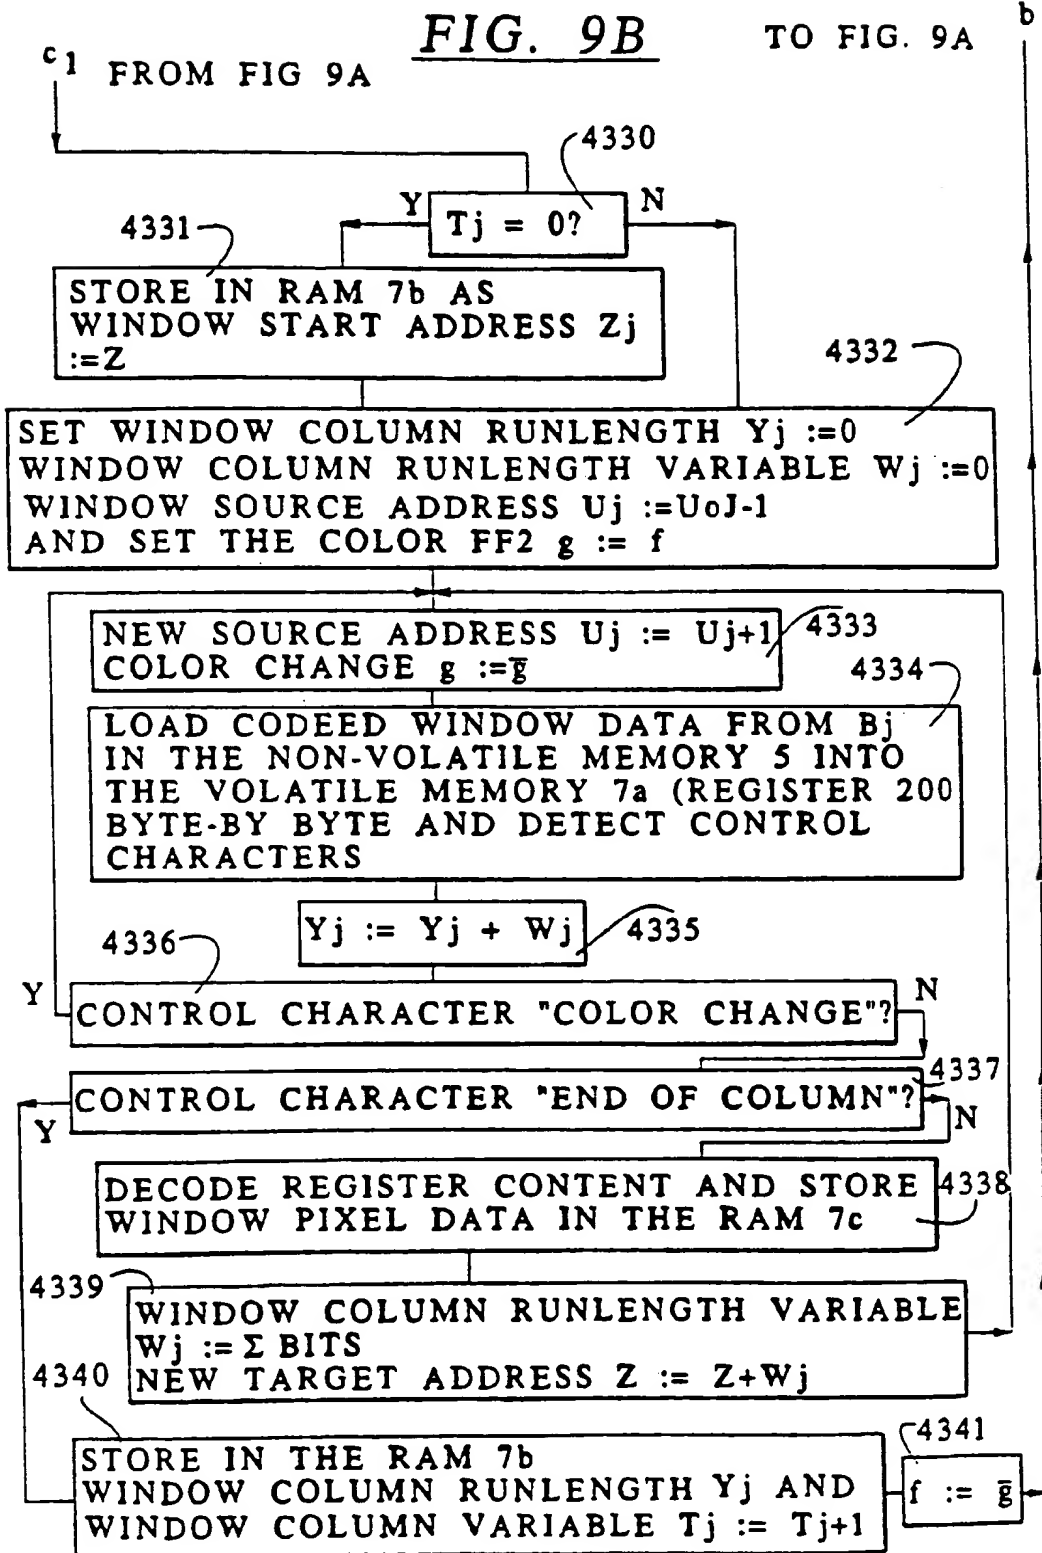 FIG. 9B
TO FIG. 9A
b
c1 FROM FIG 9A
4330
Y
Tj = 0?
N
4331
STORE IN RAM 7b AS
WINDOW START ADDRESS Zj
:=Z
4332
SET WINDOW COLUMN RUNLENGTH Yj :=0
WINDOW COLUMN RUNLENGTH VARIABLE Wj :=0
WINDOW SOURCE ADDRESS Uj :=UoJ-1
AND SET THE COLOR FF2 g := f
NEW SOURCE ADDRESS Uj := Uj+1
COLOR CHANGE g :=g̅
4333
4334
LOAD CODEED WINDOW DATA FROM Bj
IN THE NON-VOLATILE MEMORY 5 INTO
THE VOLATILE MEMORY 7a (REGISTER 200
BYTE-BY BYTE AND DETECT CONTROL
CHARACTERS
Yj := Yj + Wj
4335
4336
Y
CONTROL CHARACTER "COLOR CHANGE"?
N
4337
CONTROL CHARACTER "END OF COLUMN"?
Y
N
DECODE REGISTER CONTENT AND STORE
WINDOW PIXEL DATA IN THE RAM 7c
4338
4339
WINDOW COLUMN RUNLENGTH VARIABLE
Wj := Σ BITS
NEW TARGET ADDRESS Z := Z+Wj
4340
STORE IN THE RAM 7b
WINDOW COLUMN RUNLENGTH Yj AND
WINDOW COLUMN VARIABLE Tj := Tj+1
4341
f := g̅